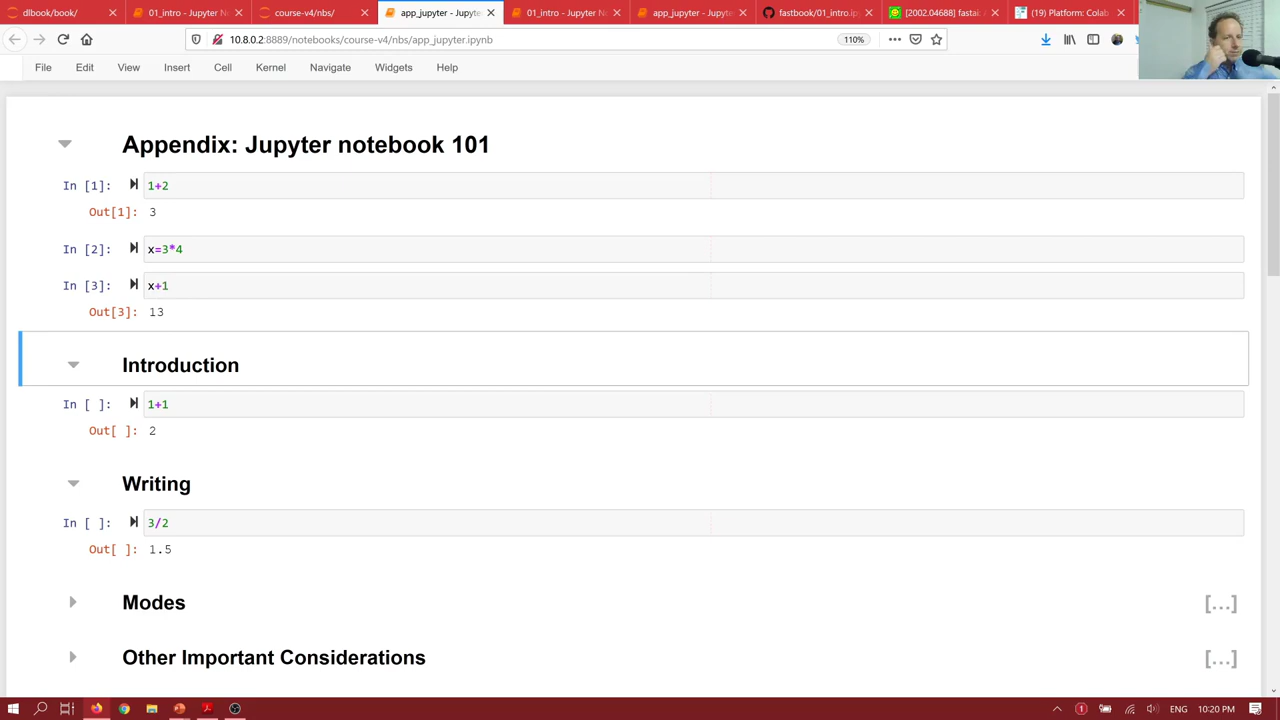 dlbook/book/ 01_intro - Jupyter N course-v4/nbs/ app_jupyter - Jupyte 01_intro - Jupyter N app_jupyter - Jupyt fastbook/01_intro.ip [2002.04688] fastai: (19) Platform: Colab
10.8.0.2:8889/notebooks/course-v4/nbs/app_jupyter.ipynb 110%
File Edit View Insert Cell Kernel Navigate Widgets Help
Appendix: Jupyter notebook 101
In [1]: 1+2
Out[1]: 3
In [2]: x=3*4
In [3]: x+1
Out[3]: 13
Introduction
In [ ]: 1+1
Out[ ]: 2
Writing
In [ ]: 3/2
Out[ ]: 1.5
Modes [...]
Other Important Considerations [...]
ENG 10:20 PM